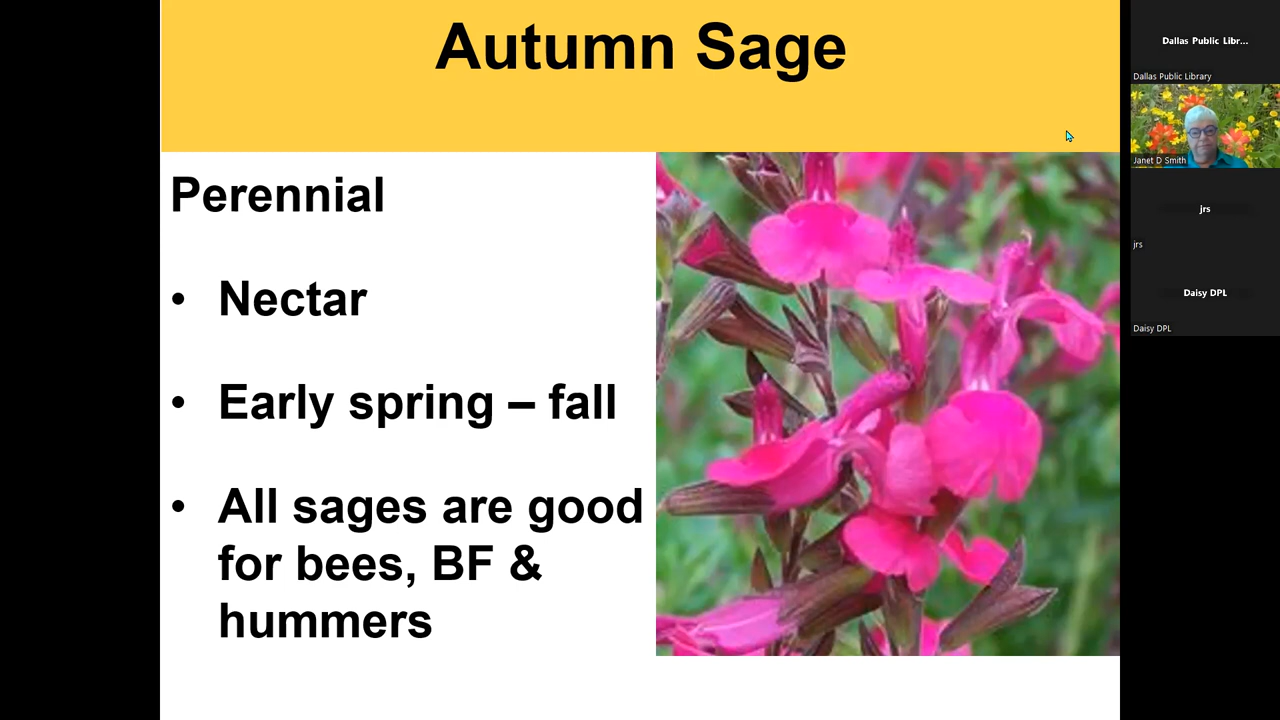 Autumn Sage
Perennial
• Nectar
• Early spring – fall
• All sages are good
for bees, BF &
hummers
Dallas Public Libr...
Dallas Public Library
Janet D Smith
jrs
jrs
Daisy DPL
Daisy DPL